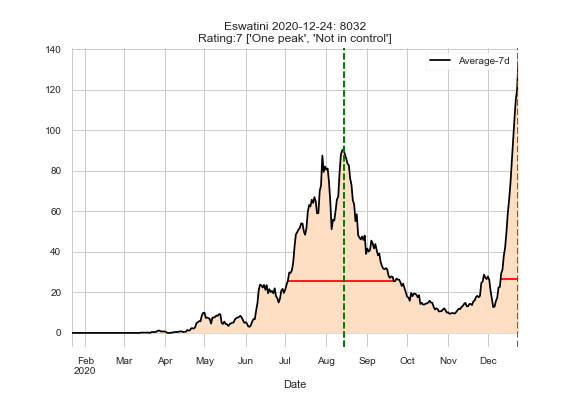 Eswatini 2020-12-24: 8032
Rating:7 ['One peak', 'Not in control']
Average-7d
140
120
100
80
60
40
20
0
Feb Mar Apr May Jun Jul Aug Sep Oct Nov Dec
2020
Date